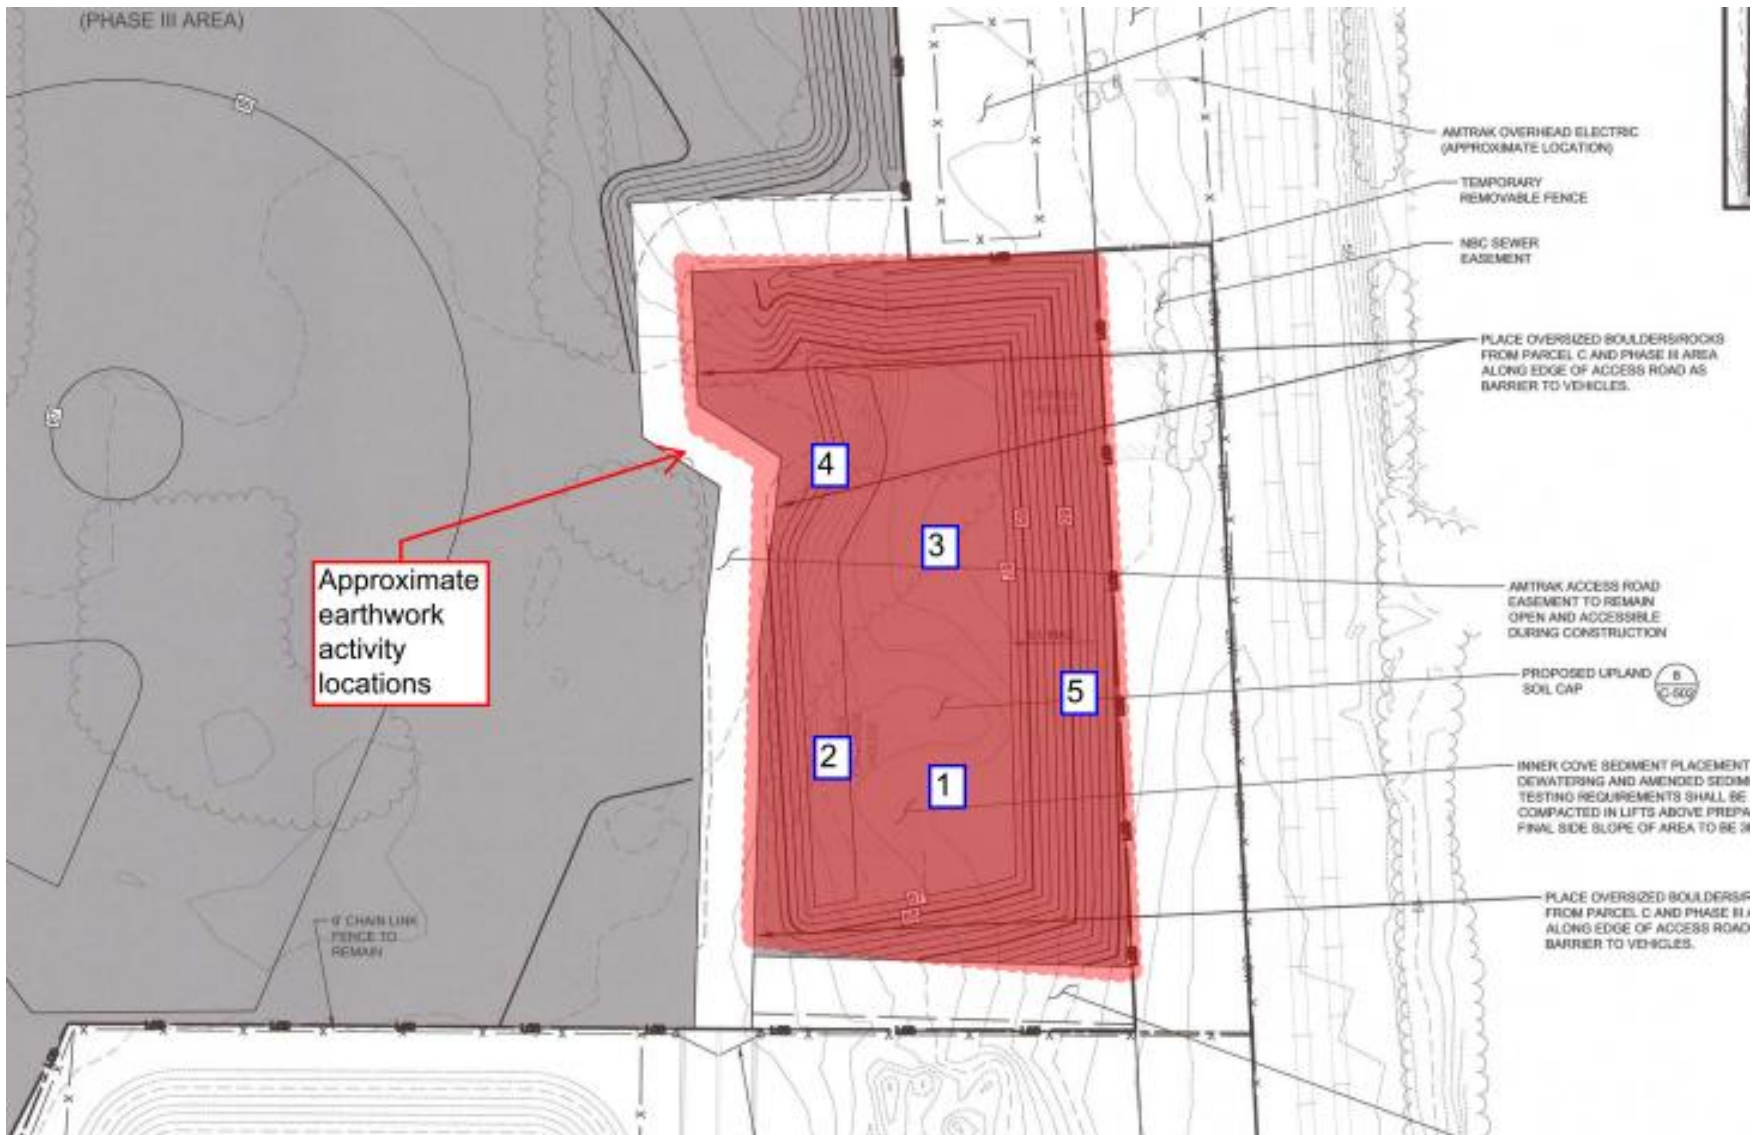 (PHASE III AREA)
AMTRAK OVERHEAD ELECTRIC
(APPROXIMATE LOCATION)
TEMPORARY
REMOVABLE FENCE
NBC SEWER
EASEMENT
PLACE OVERSIZED BOULDERS/ROCKS
FROM PARCEL C AND PHASE III AREA
ALONG EDGE OF ACCESS ROAD AS
BARRIER TO VEHICLES.
4
3
Approximate
earthwork
activity
locations
AMTRAK ACCESS ROAD
EASEMENT TO REMAIN
OPEN AND ACCESSIBLE
DURING CONSTRUCTION
5
PROPOSED UPLAND
SOIL CAP
B
C-502
2
1
INNER COVE SEDIMENT PLACEMENT
DEWATERING AND AMENDED SEDIM
TESTING REQUIREMENTS SHALL BE
COMPACTED IN LIFTS ABOVE PREPA
FINAL SIDE SLOPE OF AREA TO BE
PLACE OVERSIZED BOULDERS/R
FROM PARCEL C AND PHASE III A
ALONG EDGE OF ACCESS ROAD
BARRIER TO VEHICLES.
6' CHAIN LINK
FENCE TO
REMAIN